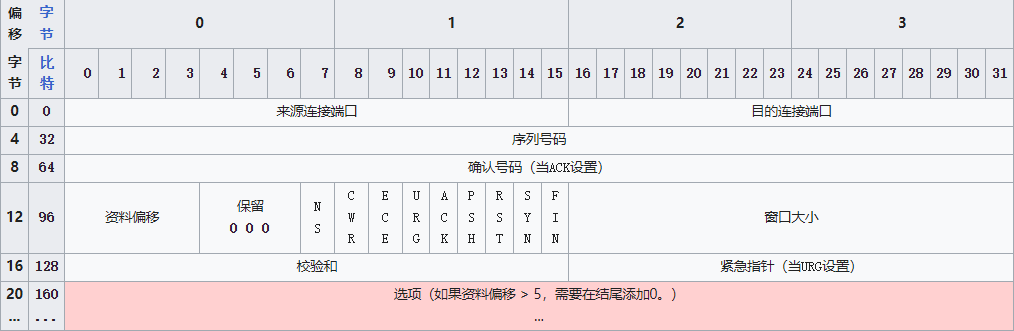 偏移 字节 0 1 2 3
字节 比特 0 1 2 3 4 5 6 7 8 9 10 11 12 13 14 15 16 17 18 19 20 21 22 23 24 25 26 27 28 29 30 31
0 0 来源连接端口 目的连接端口
4 32 序列号码
8 64 确认号码（当ACK设置）
12 96 资料偏移 保留 0 0 0 NS CWR ECE URG ACK PSH RST SYN FIN 窗口大小
16 128 校验和 紧急指针（当URG设置）
20 160 选项（如果资料偏移 > 5，需要在结尾添加0。）
... ... ...